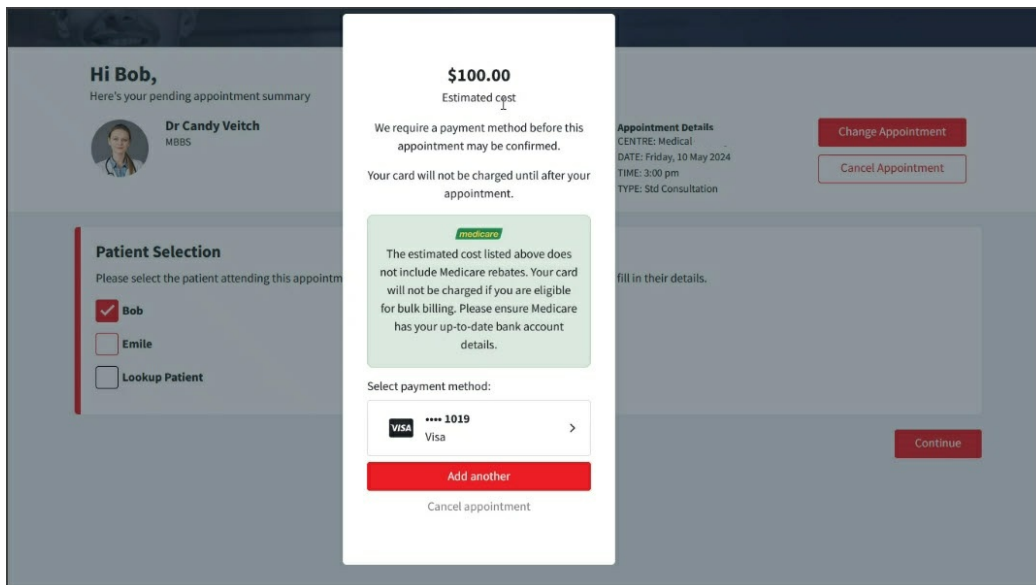 Hi Bob,
Here's your pending appointment summary
Dr Candy Veitch
MBBS
Appointment Details
CENTRE: Medical
DATE: Friday, 10 May 2024
TIME: 3:00 pm
TYPE: Std Consultation
Change Appointment
Cancel Appointment
Patient Selection
Please select the patient attending this appointm
fill in their details.
Bob
Emile
Lookup Patient
Continue
$100.00
Estimated cost
We require a payment method before this
appointment may be confirmed.
Your card will not be charged until after your
appointment.
medicare
The estimated cost listed above does
not include Medicare rebates. Your card
will not be charged if you are eligible
for bulk billing. Please ensure Medicare
has your up-to-date bank account
details.
Select payment method:
VISA
•••• 1019
Visa
Add another
Cancel appointment